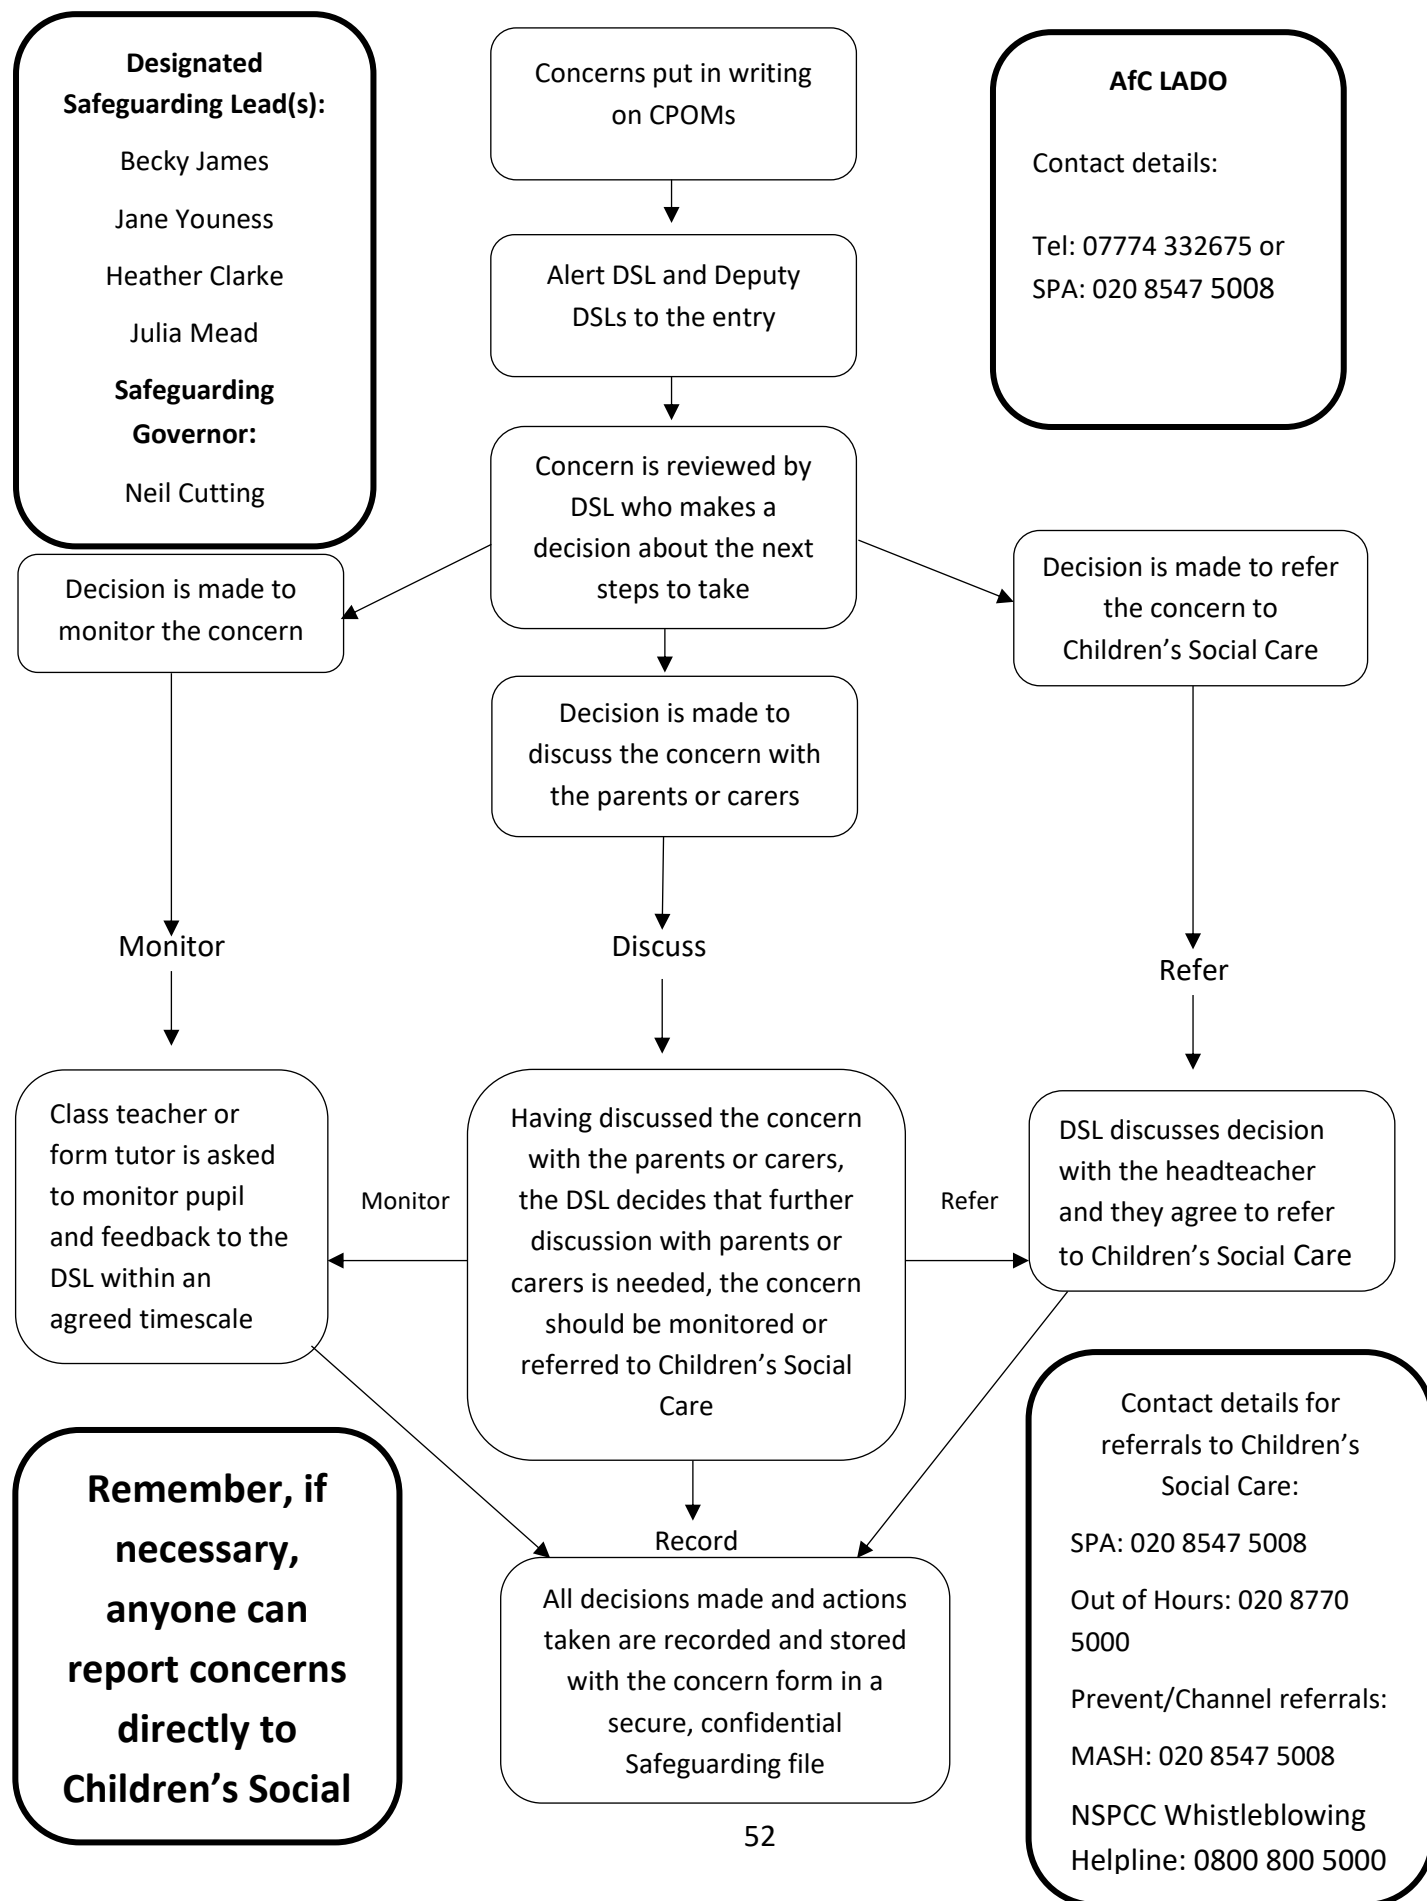 Designated
Safeguarding Lead(s):
Becky James
Jane Youness
Heather Clarke
Julia Mead
Safeguarding
Governor:
Neil Cutting
Concerns put in writing
on CPOMs
AfC LADO
Contact details:
Tel: 07774 332675 or
SPA: 020 8547 5008
Alert DSL and Deputy
DSLs to the entry
Concern is reviewed by
DSL who makes a
decision about the next
steps to take
Decision is made to
monitor the concern
Decision is made to
discuss the concern with
the parents or carers
Decision is made to refer
the concern to
Children’s Social Care
Monitor
Discuss
Refer
Class teacher or
form tutor is asked
to monitor pupil
and feedback to the
DSL within an
agreed timescale
Monitor
Having discussed the concern
with the parents or carers,
the DSL decides that further
discussion with parents or
carers is needed, the concern
should be monitored or
referred to Children’s Social
Care
Refer
DSL discusses decision
with the headteacher
and they agree to refer
to Children’s Social Care
Remember, if
necessary,
anyone can
report concerns
directly to
Children’s Social
Record
All decisions made and actions
taken are recorded and stored
with the concern form in a
secure, confidential
Safeguarding file
Contact details for
referrals to Children’s
Social Care:
SPA: 020 8547 5008
Out of Hours: 020 8770
5000
Prevent/Channel referrals:
MASH: 020 8547 5008
NSPCC Whistleblowing
Helpline: 0800 800 5000
52